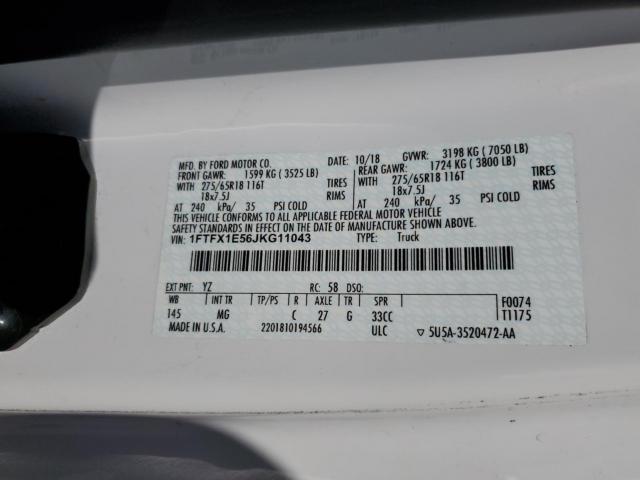 MFD. BY FORD MOTOR CO. DATE: 10/18 GVWR: 3198 KG ( 7050 LB)
FRONT GAWR: 1599 KG ( 3525 LB) REAR GAWR: 1724 KG ( 3800 LB)
WITH 275/65R18 116T TIRES WITH 275/65R18 116T TIRES
18x7.5J RIMS 18x7.5J RIMS
AT 240 kPa/ 35 PSI COLD AT 240 kPa/ 35 PSI COLD
THIS VEHICLE CONFORMS TO ALL APPLICABLE FEDERAL MOTOR VEHICLE
SAFETY STANDARDS IN EFFECT ON THE DATE OF MANUFACTURE SHOWN ABOVE.
VIN: 1FTFX1E56JKG11043 TYPE: Truck
EXT PNT: YZ RC: 58 DSO:
WB INT TR TP/PS R AXLE TR SPR F0074
145 MG C 27 G 33CC T1175
MADE IN U.S.A. 2201810194566 ULC ▽ 5U5A-3520472-AA